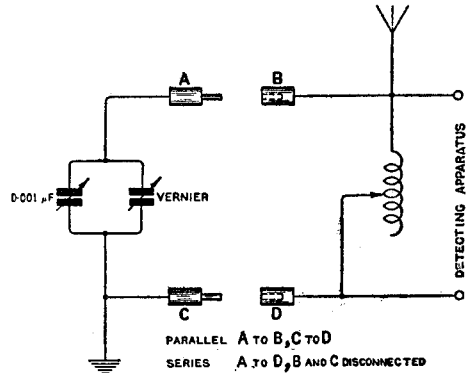 A
B
0·001 μF
VERNIER
DETECTING APPARATUS
C
D
PARALLEL A TO B, C TO D
SERIES A TO D, B AND C DISCONNECTED